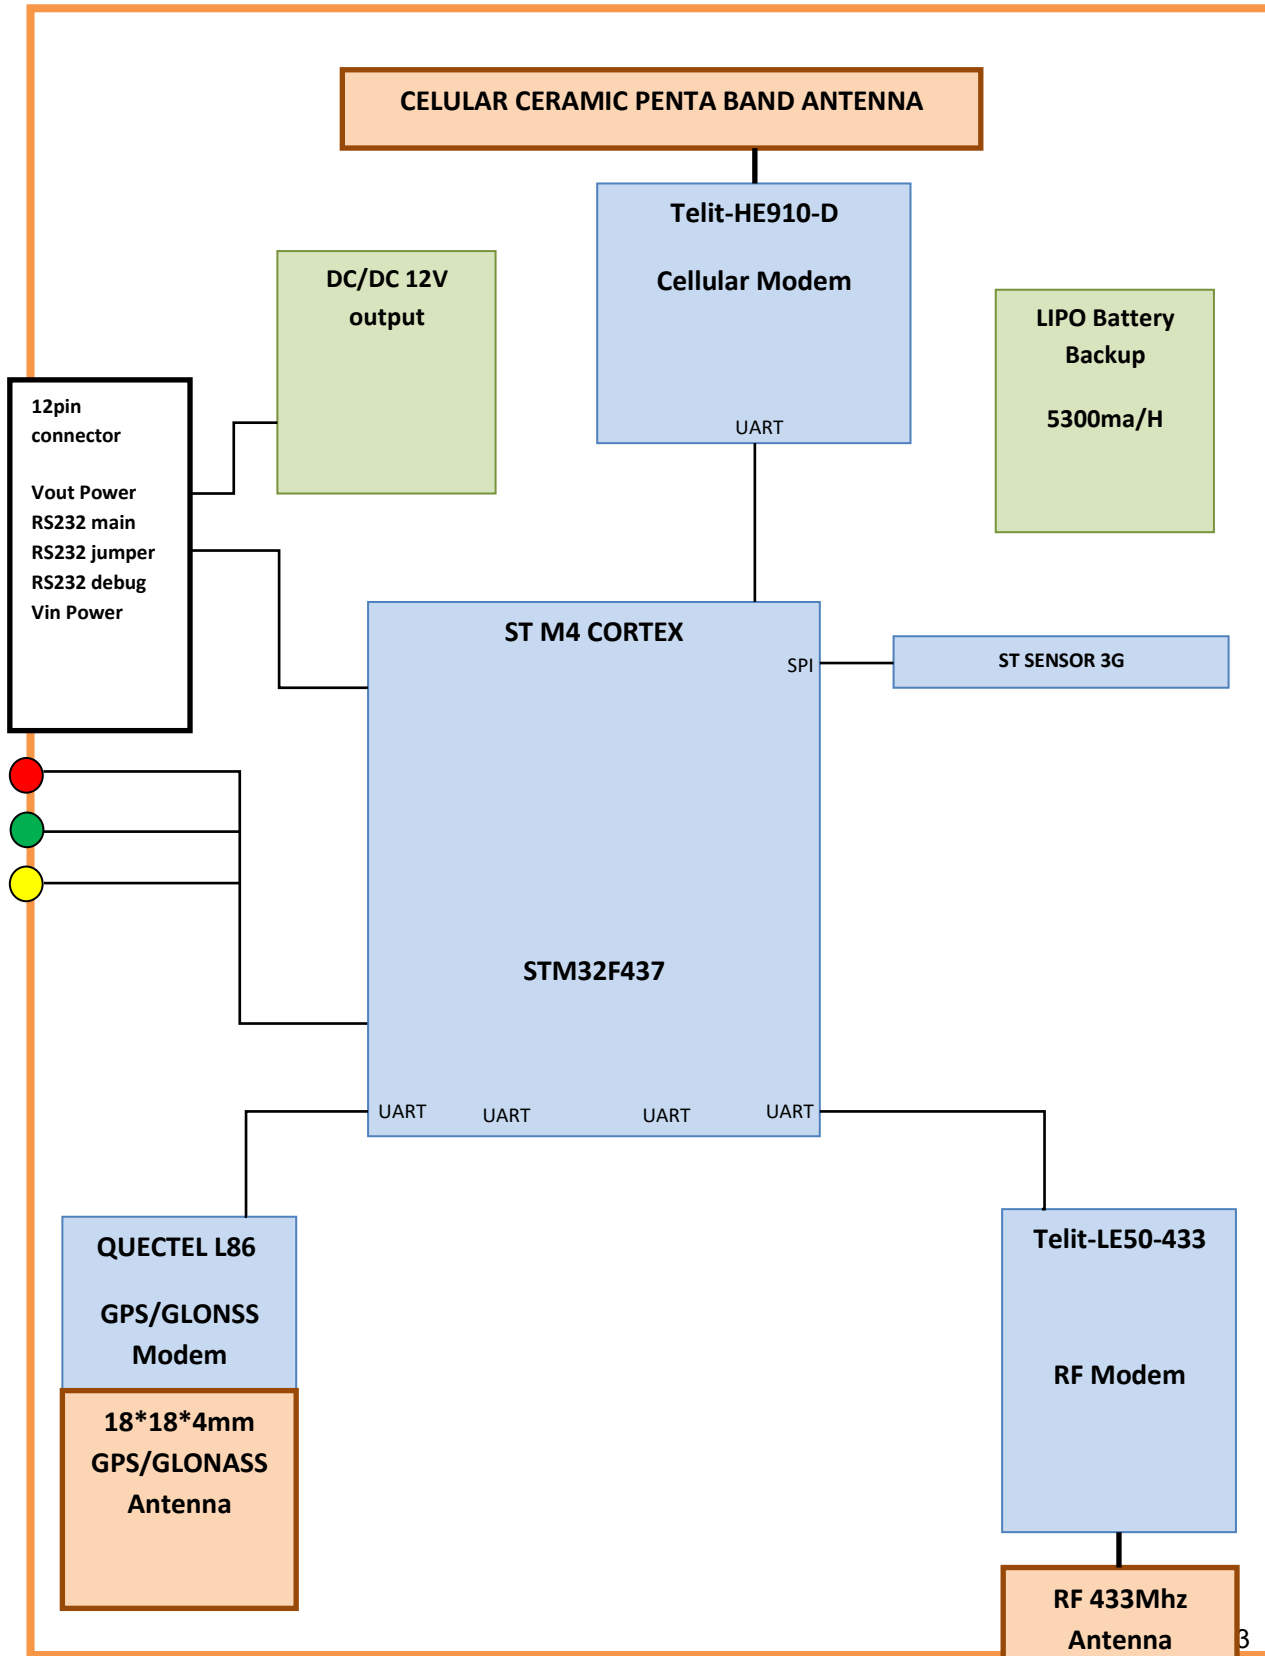 CELULAR CERAMIC PENTA BAND ANTENNA
Telit-HE910-D
Cellular Modem
UART
DC/DC 12V
output
LIPO Battery
Backup
5300ma/H
12pin
connector
Vout Power
RS232 main
RS232 jumper
RS232 debug
Vin Power
ST M4 CORTEX
SPI
ST SENSOR 3G
STM32F437
UART
UART
UART
UART
QUECTEL L86
GPS/GLONSS
Modem
18*18*4mm
GPS/GLONASS
Antenna
Telit-LE50-433
RF Modem
RF 433Mhz
Antenna
3